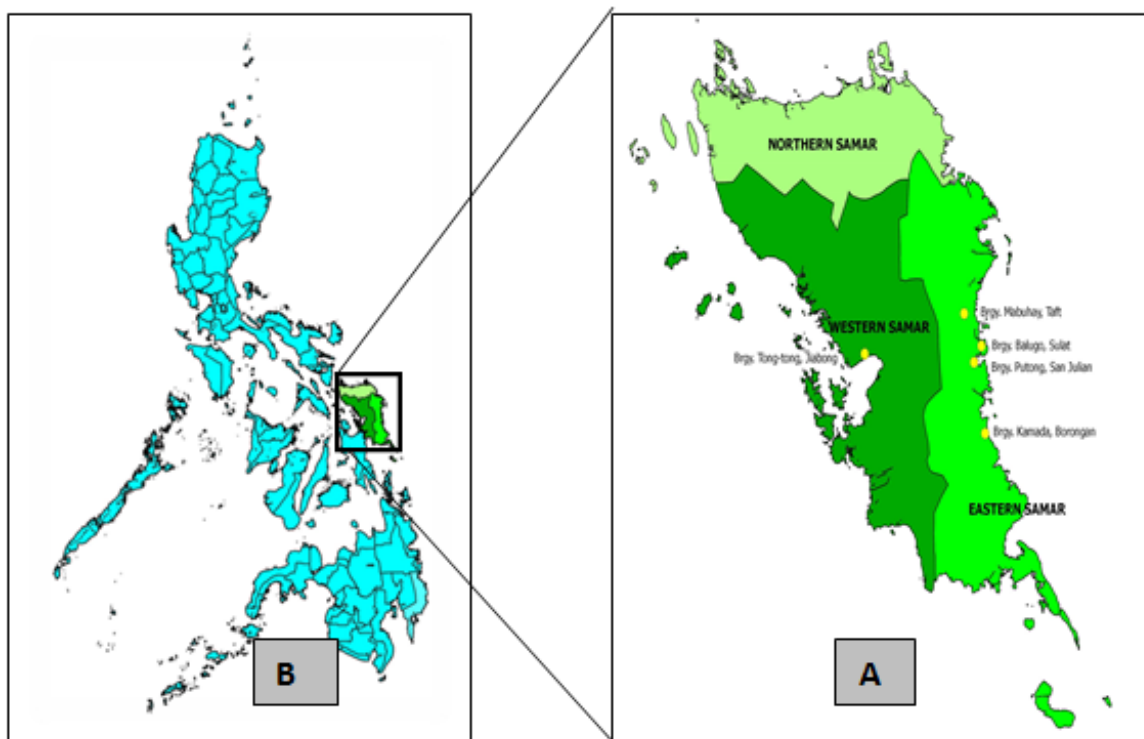 NORTHERN SAMAR
Brgy. Mabuhay, Taft
WESTERN SAMAR
Brgy. Balugo, Sulat
Brgy. Tong-tong, Jiabong
Brgy. Putong, San Julian
Brgy. Kamada, Borongan
EASTERN SAMAR
B
A